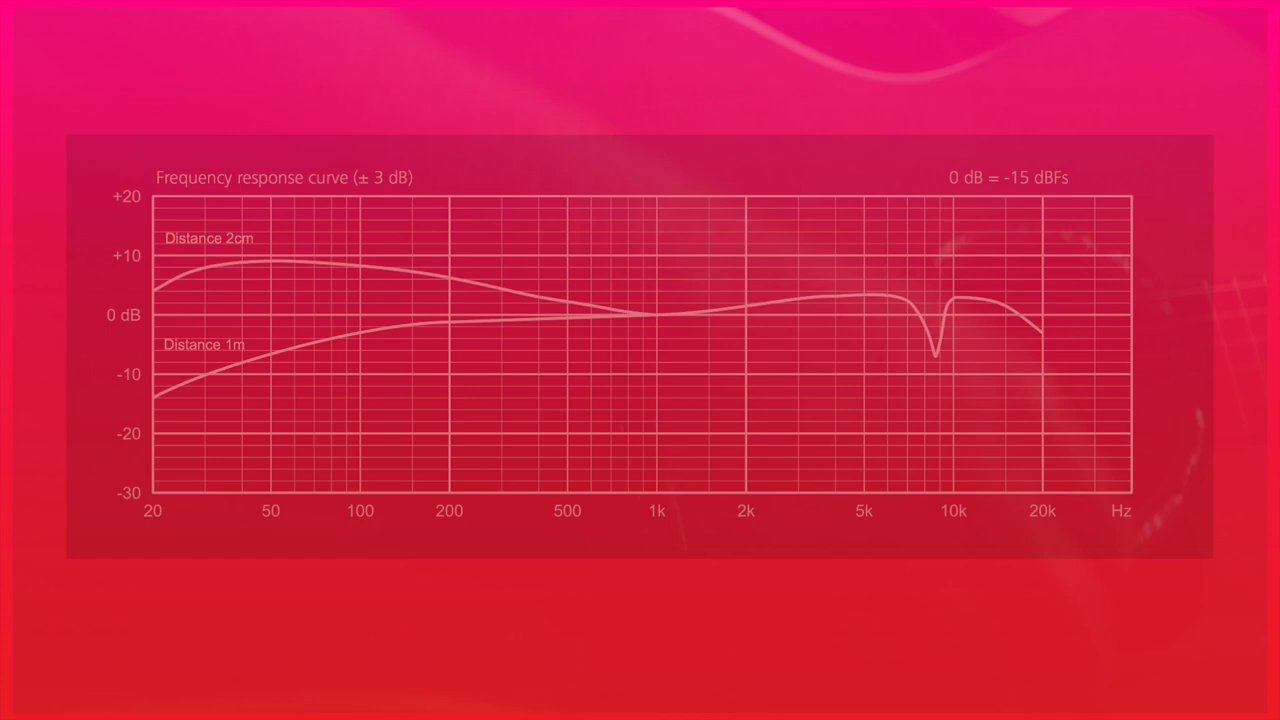 Frequency response curve (± 3 dB)
0 dB = -15 dBFs
+20
Distance 2cm
+10
0 dB
Distance 1m
-10
-20
-30
20 50 100 200 500 1k 2k 5k 10k 20k Hz